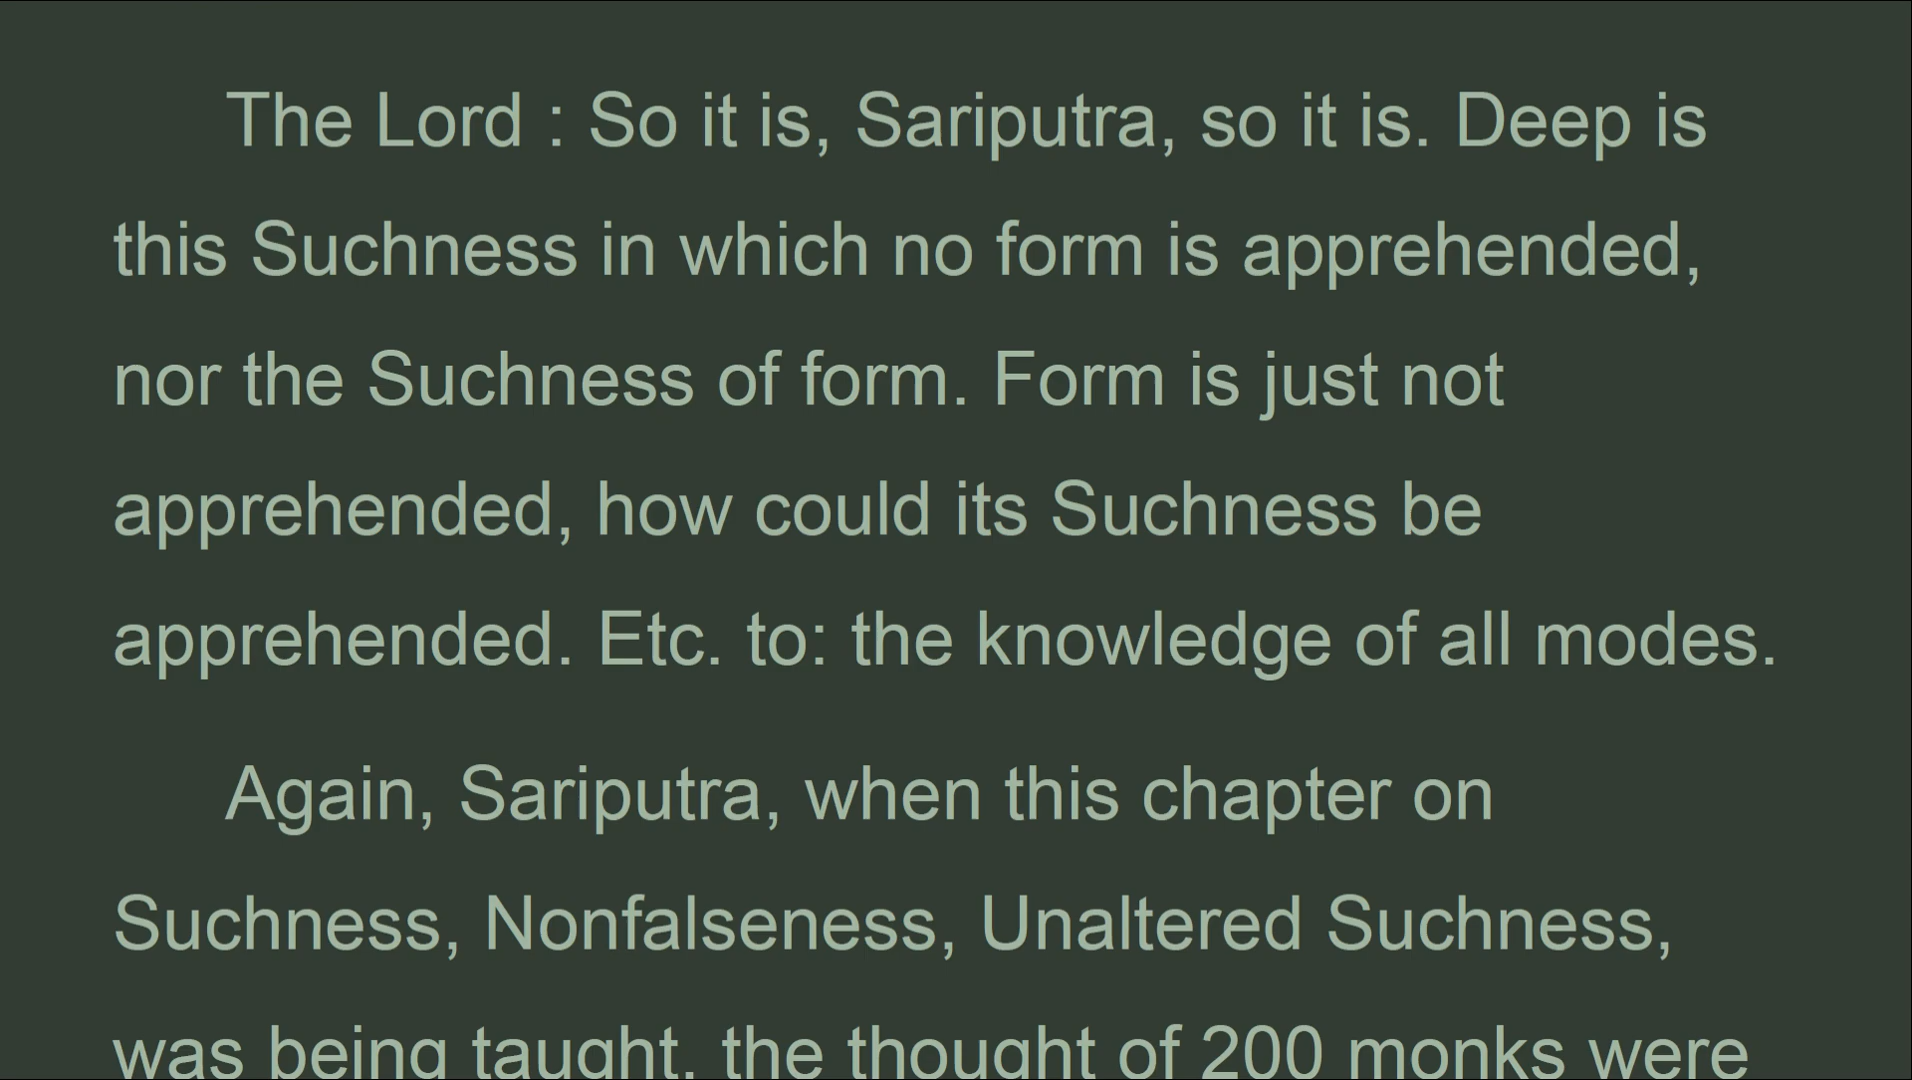 The Lord : So it is, Sariputra, so it is. Deep is
this Suchness in which no form is apprehended,
nor the Suchness of form. Form is just not
apprehended, how could its Suchness be
apprehended. Etc. to: the knowledge of all modes.
Again, Sariputra, when this chapter on
Suchness, Nonfalseness, Unaltered Suchness,
was being taught, the thought of 200 monks were